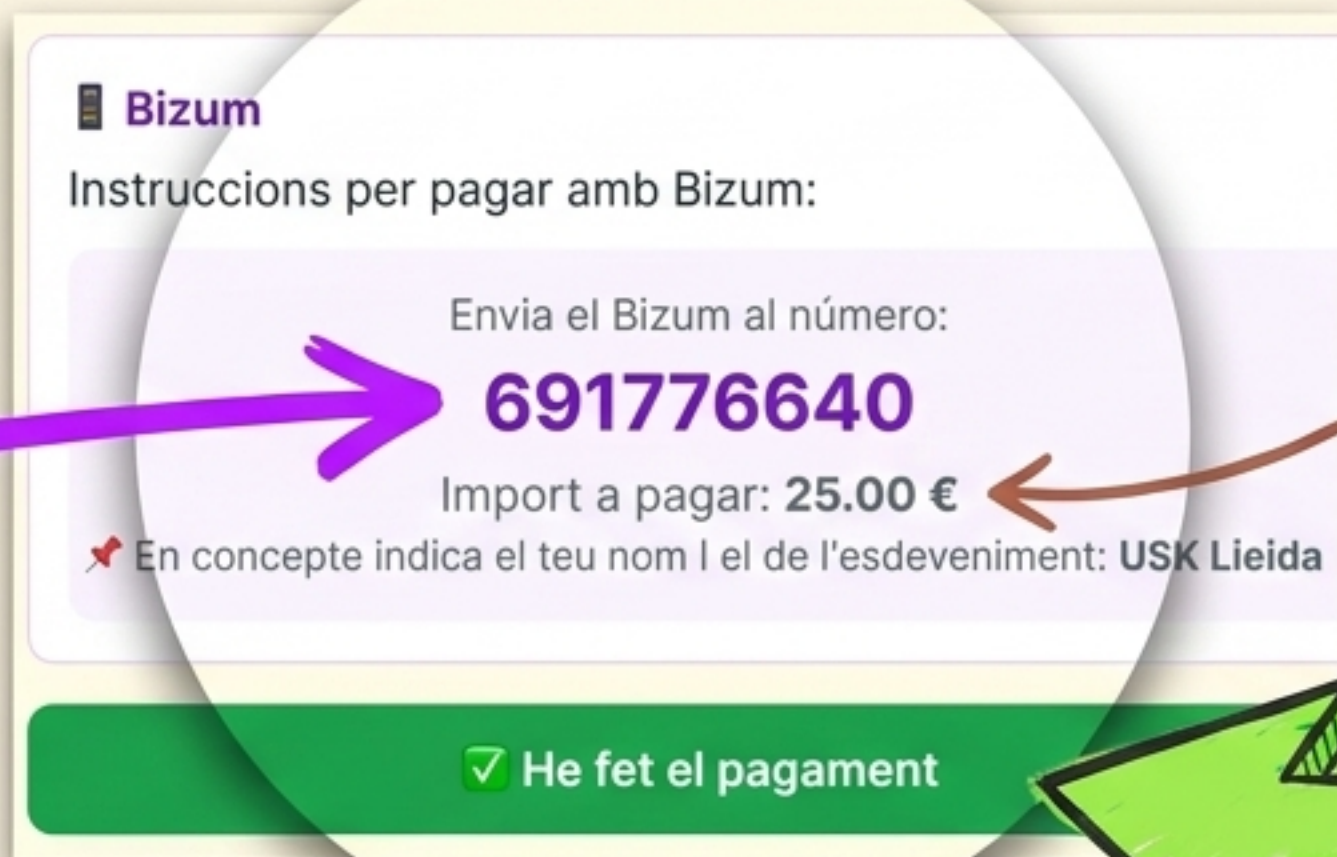 Bizum
Instruccions per pagar amb Bizum:
Envia el Bizum al número:
691776640
Import a pagar: 25.00 €
En concepte indica el teu nom I el de l'esdeveniment: USK Lieida
He fet el pagament